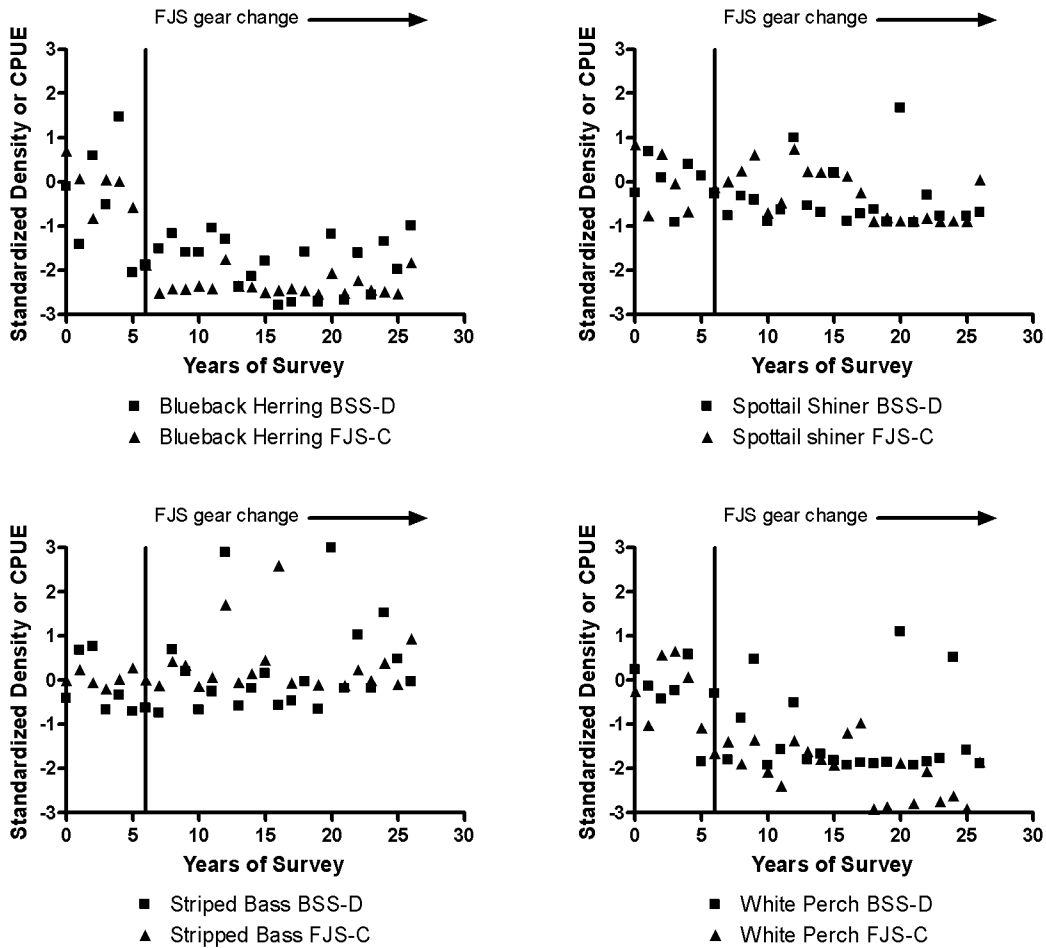 FJS gear change
Standardized Density or CPUE
3
2
1
0
-1
-2
-3
0 5 10 15 20 25 30
Years of Survey
Blueback Herring BSS-D
Blueback Herring FJS-C
FJS gear change
Standardized Density or CPUE
3
2
1
0
-1
-2
-3
0 5 10 15 20 25 30
Years of Survey
Spottail Shiner BSS-D
Spottail shiner FJS-C
FJS gear change
Standardized Density or CPUE
3
2
1
0
-1
-2
-3
0 5 10 15 20 25 30
Years of Survey
Striped Bass BSS-D
Stripped Bass FJS-C
FJS gear change
Standardized Density or CPUE
3
2
1
0
-1
-2
-3
0 5 10 15 20 25 30
Years of Survey
White Perch BSS-D
White Perch FJS-C